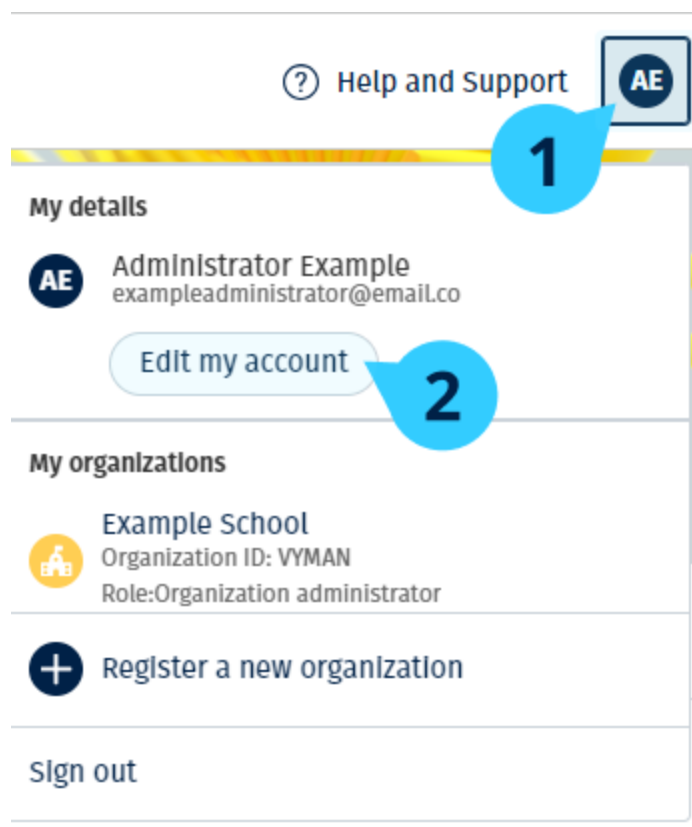 Help and Support
AE
1
My details
AE
Administrator Example
exampleadministrator@email.co
Edit my account
2
My organizations
Example School
Organization ID: VYMAN
Role:Organization administrator
Register a new organization
Sign out